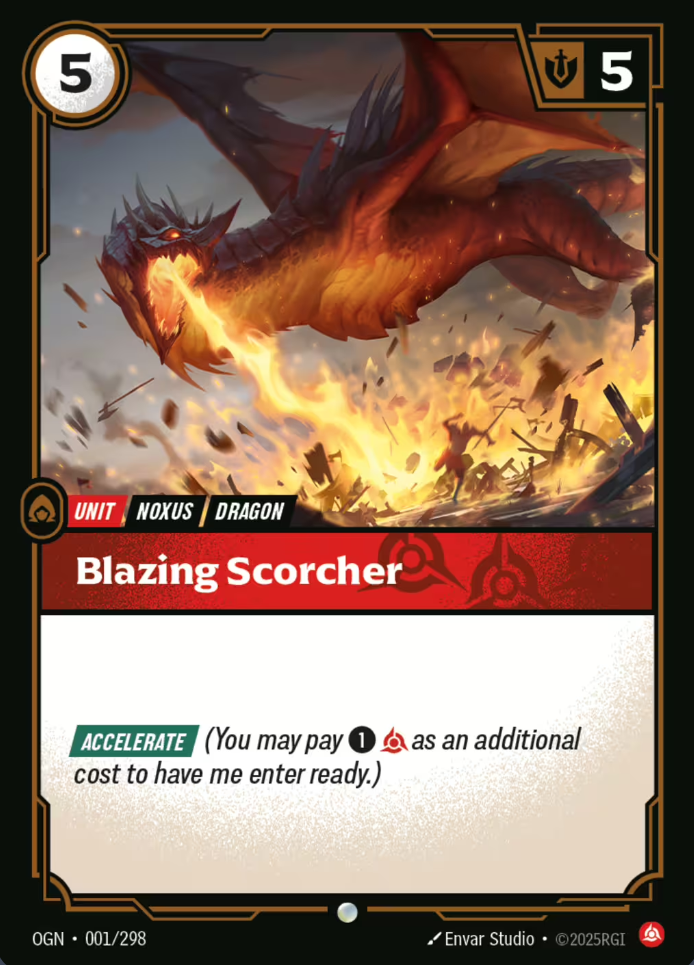 5
5
UNIT NOXUS DRAGON
Blazing Scorcher
ACCELERATE (You may pay 1 as an additional
cost to have me enter ready.)
OGN • 001/298 Envar Studio • ©2025RGI